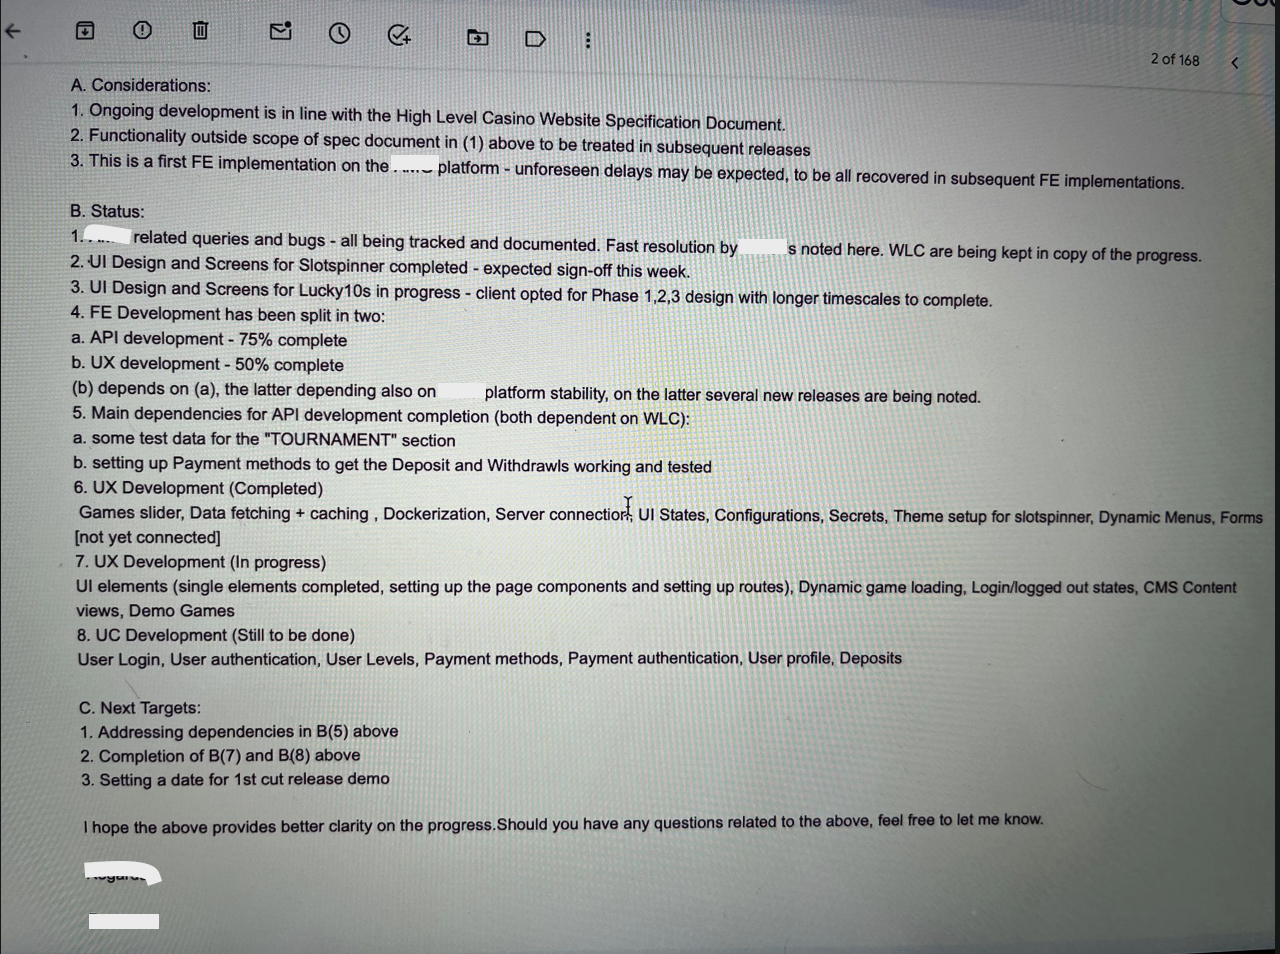 2 of 168
A. Considerations:
1. Ongoing development is in line with the High Level Casino Website Specification Document.
2. Functionality outside scope of spec document in (1) above to be treated in subsequent releases
3. This is a first FE implementation on the platform - unforeseen delays may be expected, to be all recovered in subsequent FE implementations.
B. Status:
1. related queries and bugs - all being tracked and documented. Fast resolution by s noted here. WLC are being kept in copy of the progress.
2. UI Design and Screens for Slotspinner completed - expected sign-off this week.
3. UI Design and Screens for Lucky10s in progress - client opted for Phase 1,2,3 design with longer timescales to complete.
4. FE Development has been split in two:
a. API development - 75% complete
b. UX development - 50% complete
(b) depends on (a), the latter depending also on platform stability, on the latter several new releases are being noted.
5. Main dependencies for API development completion (both dependent on WLC):
a. some test data for the "TOURNAMENT" section
b. setting up Payment methods to get the Deposit and Withdrawls working and tested
6. UX Development (Completed)
Games slider, Data fetching + caching , Dockerization, Server connection, UI States, Configurations, Secrets, Theme setup for slotspinner, Dynamic Menus, Forms
[not yet connected]
7. UX Development (In progress)
UI elements (single elements completed, setting up the page components and setting up routes), Dynamic game loading, Login/logged out states, CMS Content
views, Demo Games
8. UC Development (Still to be done)
User Login, User authentication, User Levels, Payment methods, Payment authentication, User profile, Deposits
C. Next Targets:
1. Addressing dependencies in B(5) above
2. Completion of B(7) and B(8) above
3. Setting a date for 1st cut release demo
I hope the above provides better clarity on the progress.Should you have any questions related to the above, feel free to let me know.